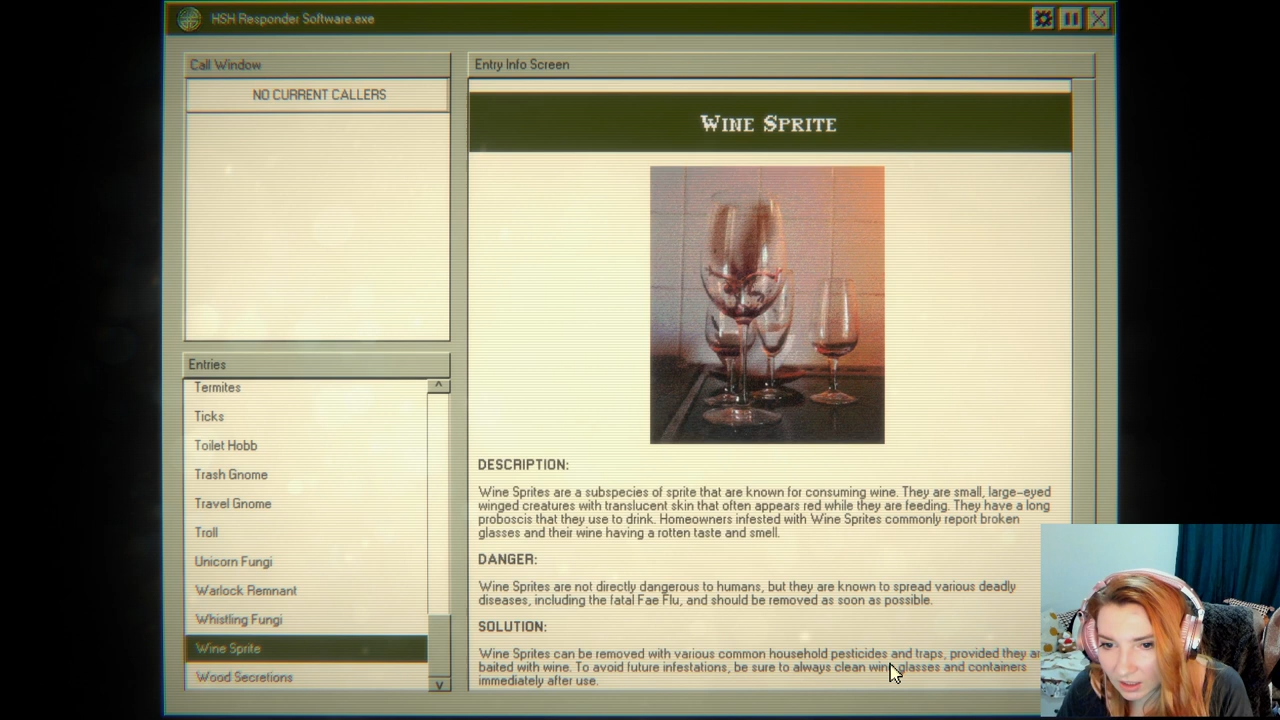 HSH Responder Software.exe
Call Window
NO CURRENT CALLERS
Entries
Termites
Ticks
Toilet Hobb
Trash Gnome
Travel Gnome
Troll
Unicorn Fungi
Warlock Remnant
Whistling Fungi
Wine Sprite
Wood Secretions
Entry Info Screen
Wine Sprite
DESCRIPTION:
Wine Sprites are a subspecies of sprite that are known for consuming wine. They are small, large-eyed
winged creatures with translucent skin that often appears red while they are feeding. They have a long
proboscis that they use to drink. Homeowners infested with Wine Sprites commonly report broken
glasses and their wine having a rotten taste and smell.
DANGER:
Wine Sprites are not directly dangerous to humans, but they are known to spread various deadly
diseases, including the fatal Fae Flu, and should be removed as soon as possible.
SOLUTION:
Wine Sprites can be removed with various common household pesticides and traps, provided they
baited with wine. To avoid future infestations, be sure to always clean wine glasses and containers
immediately after use.